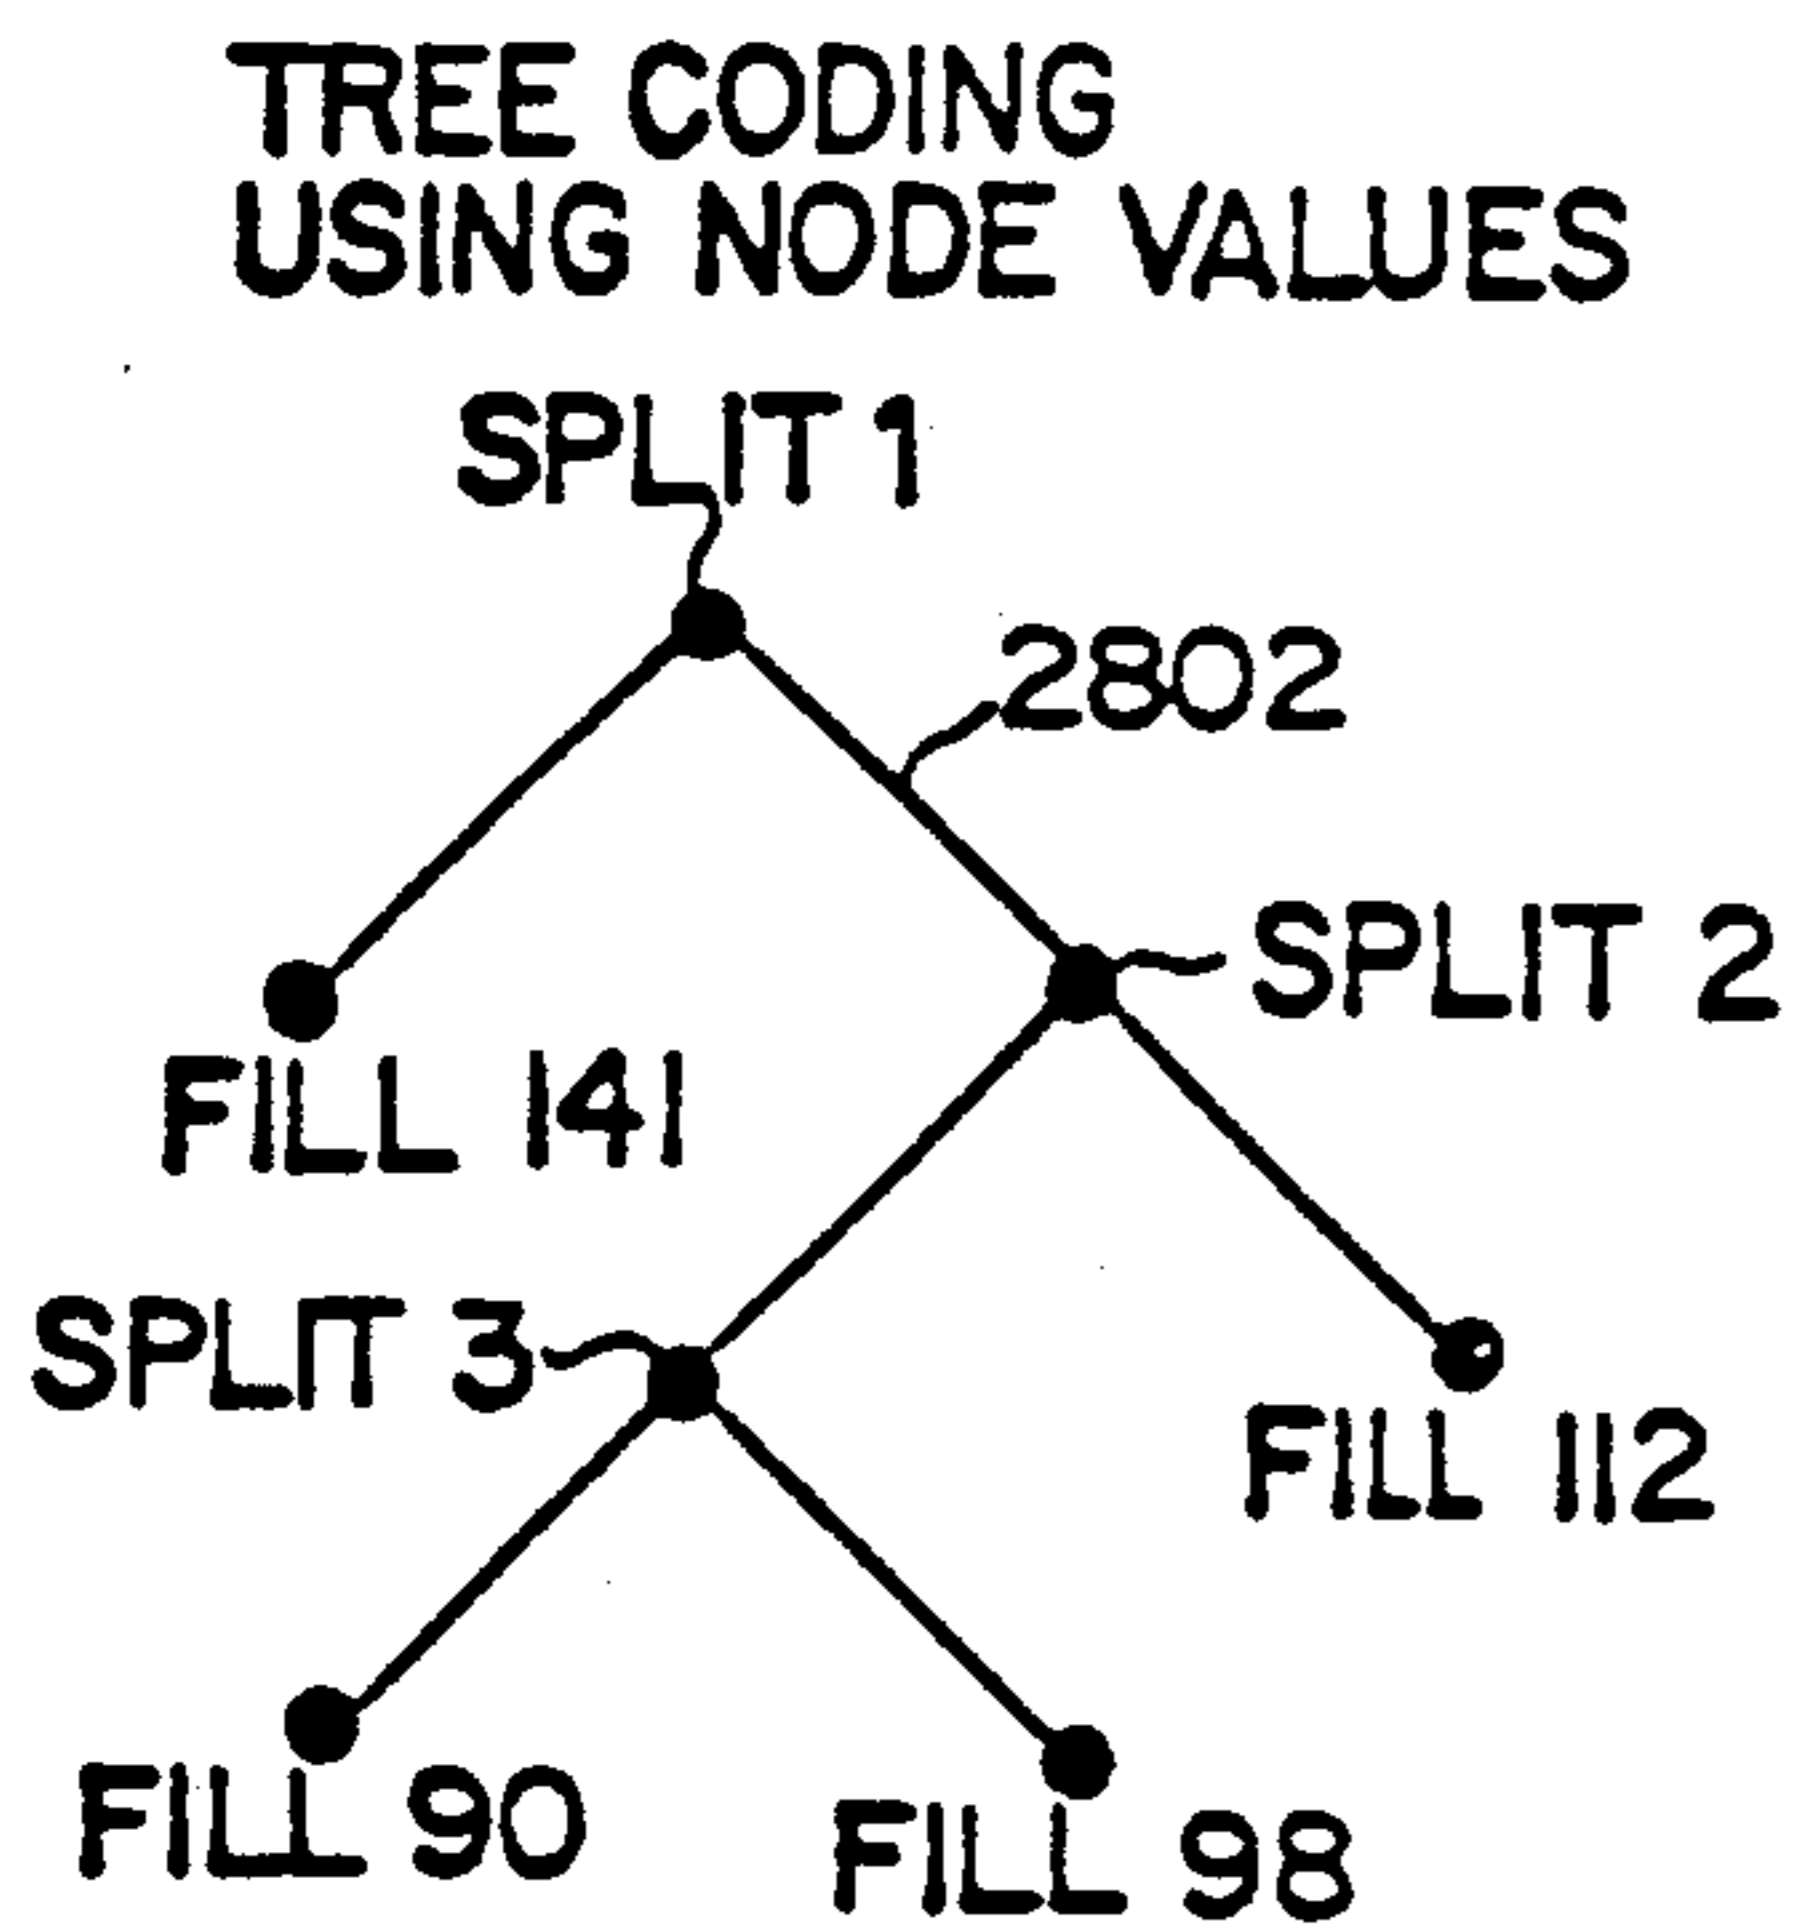 TREE CODING
USING NODE VALUES
SPLIT 1
2802
SPLIT 2
FILL 141
SPLIT 3
FILL 112
FILL 90
FILL 98